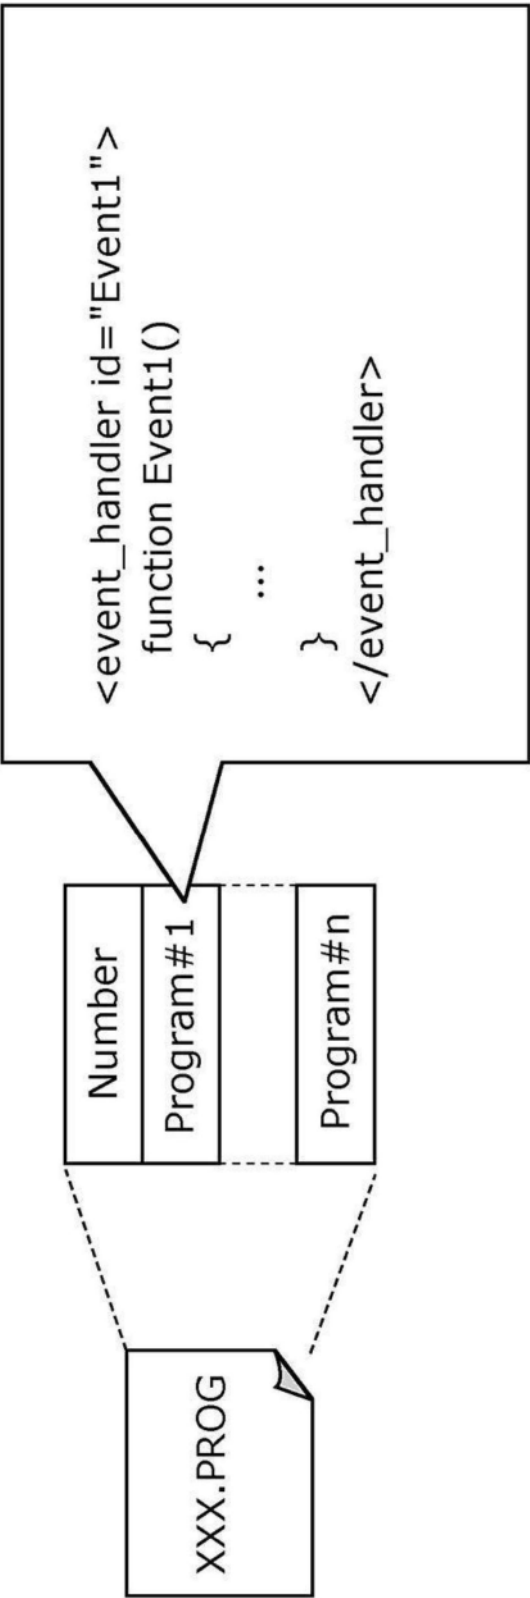 XXX.PROG
Number
Program#1
Program#n
<event_handler id="Event1">
function Event1()
{
...
}
</event_handler>